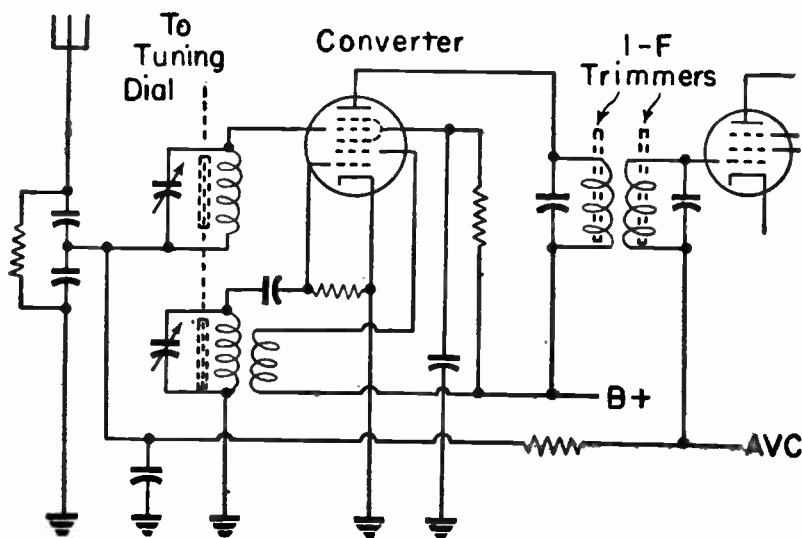 To
Tuning
Dial
Converter
I-F
Trimmers
B+
AVC